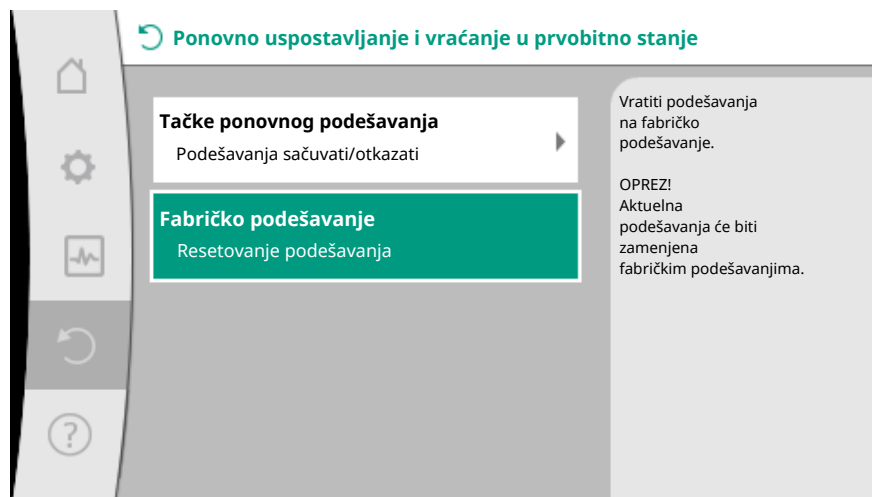 Ponovno uspostavljanje i vraćanje u prvobitno stanje
Tačke ponovnog podešavanja
Podešavanja sačuvati/otkazati
Fabričko podešavanje
Resetovanje podešavanja
Vratiti podešavanja
na fabričko
podešavanje.
OPREZ!
Aktuelna
podešavanja će biti
zamenjena
fabričkim podešavanjima.
?